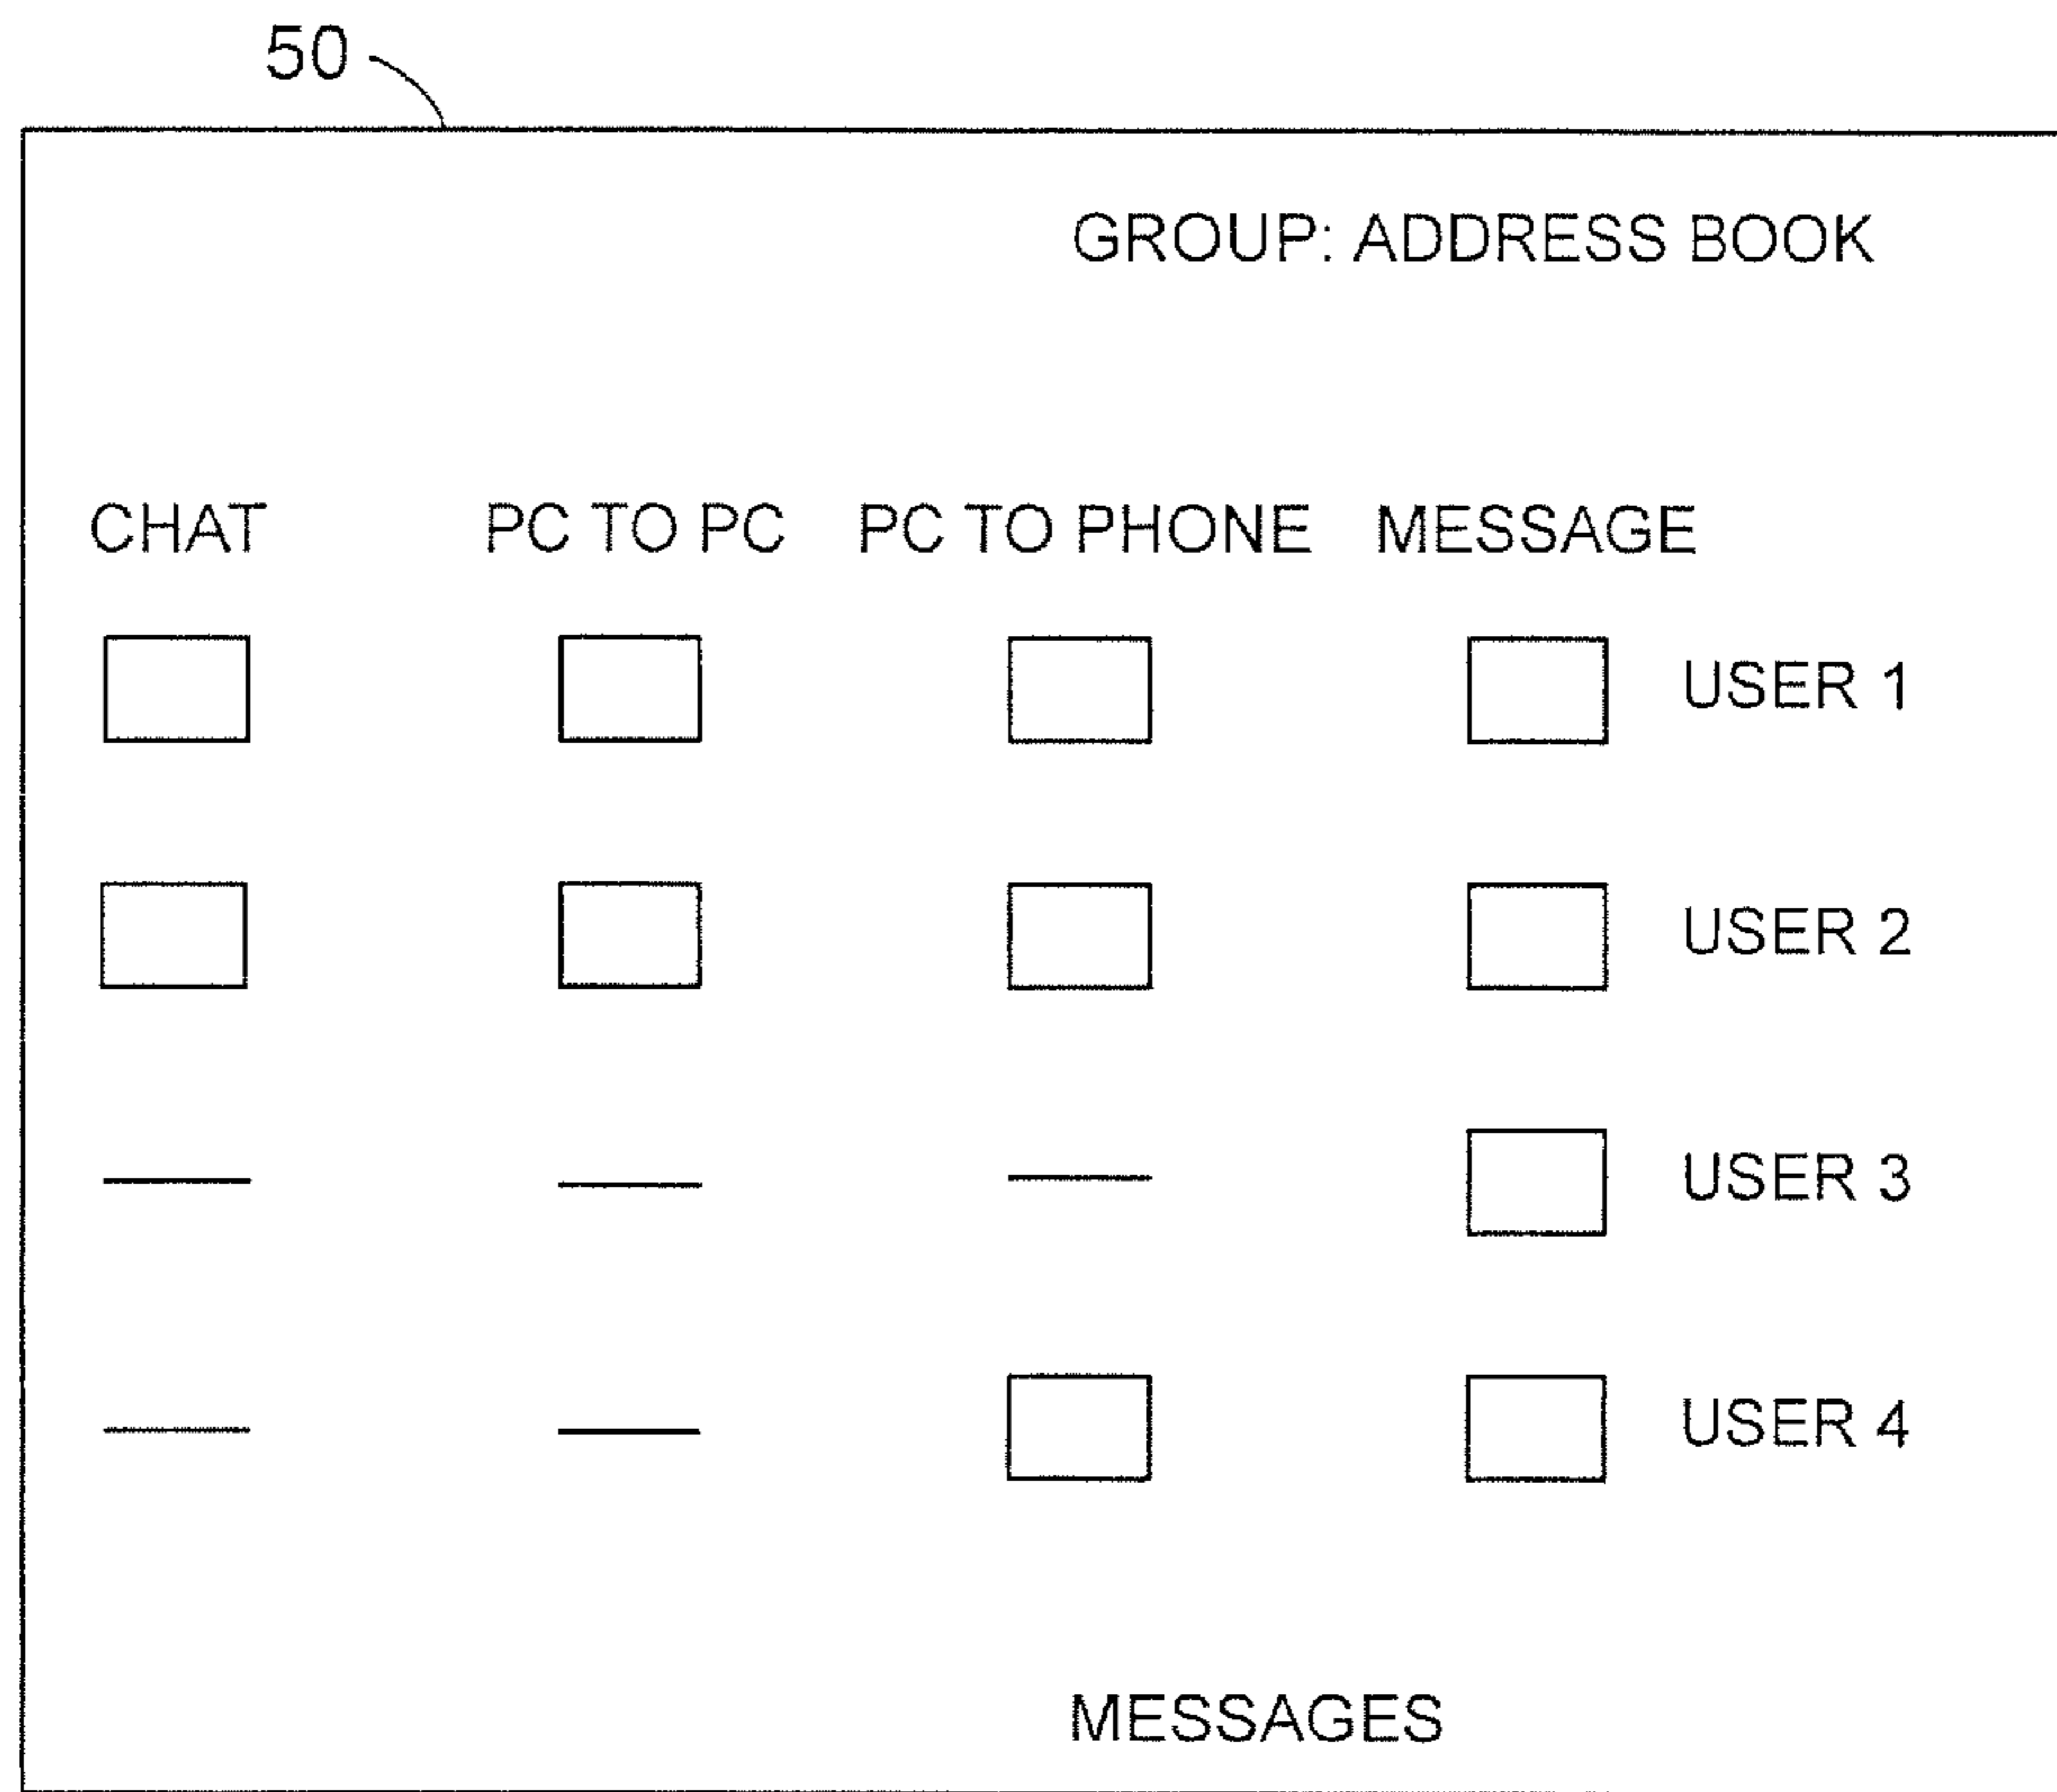 50
GROUP: ADDRESS BOOK
CHAT PC TO PC PC TO PHONE MESSAGE
USER 1
USER 2
USER 3
USER 4
MESSAGES